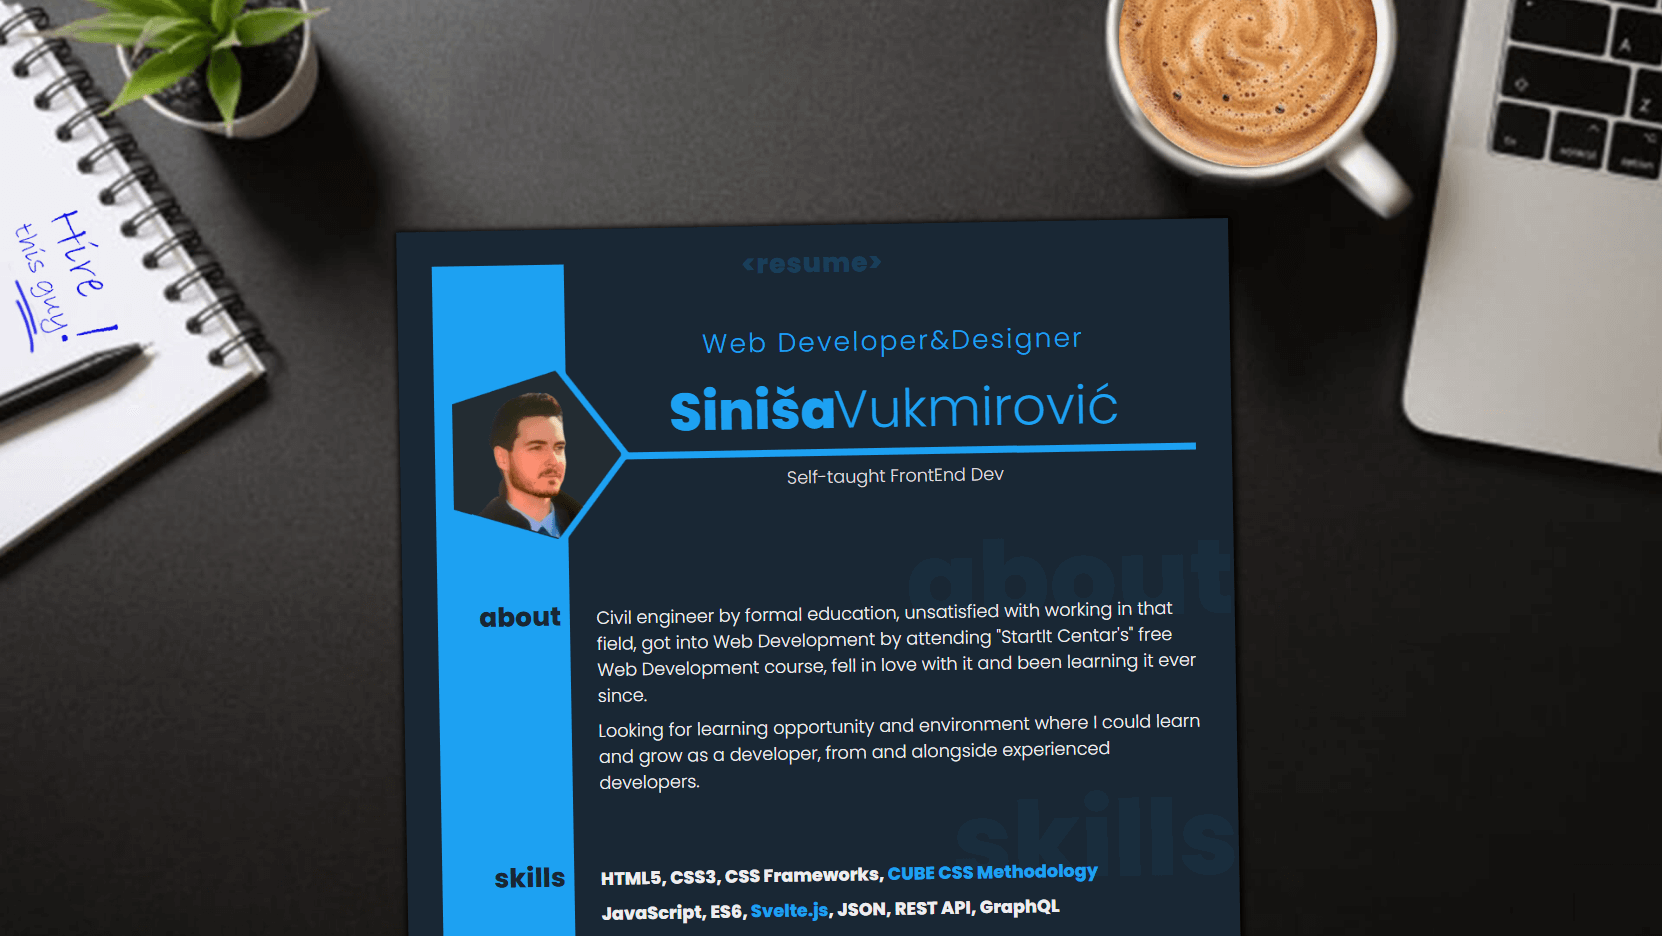 Hire
this guy!
<resume>
Web Developer&Designer
SinišaVukmirović
Self-taught FrontEnd Dev
about
about
Civil engineer by formal education, unsatisfied with working in that
field, got into Web Development by attending "StartIt Centar's" free
Web Development course, fell in love with it and been learning it ever
since.
Looking for learning opportunity and environment where I could learn
and grow as a developer, from and alongside experienced
developers.
skills
skills
HTML5, CSS3, CSS Frameworks, CUBE CSS Methodology
JavaScript, ES6, Svelte.js, JSON, REST API, GraphQL
A
Z
fn
control
option